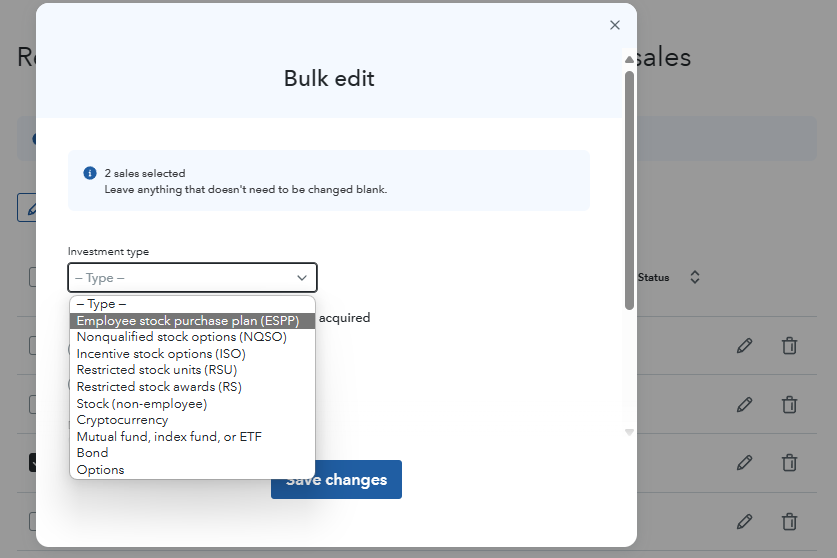 sales
Bulk edit
2 sales selected
Leave anything that doesn't need to be changed blank.
Investment type
– Type –
– Type –
Employee stock purchase plan (ESPP)
Nonqualified stock options (NQSO)
Incentive stock options (ISO)
Restricted stock units (RSU)
Restricted stock awards (RS)
Stock (non-employee)
Cryptocurrency
Mutual fund, index fund, or ETF
Bond
Options
acquired
Status
Save changes